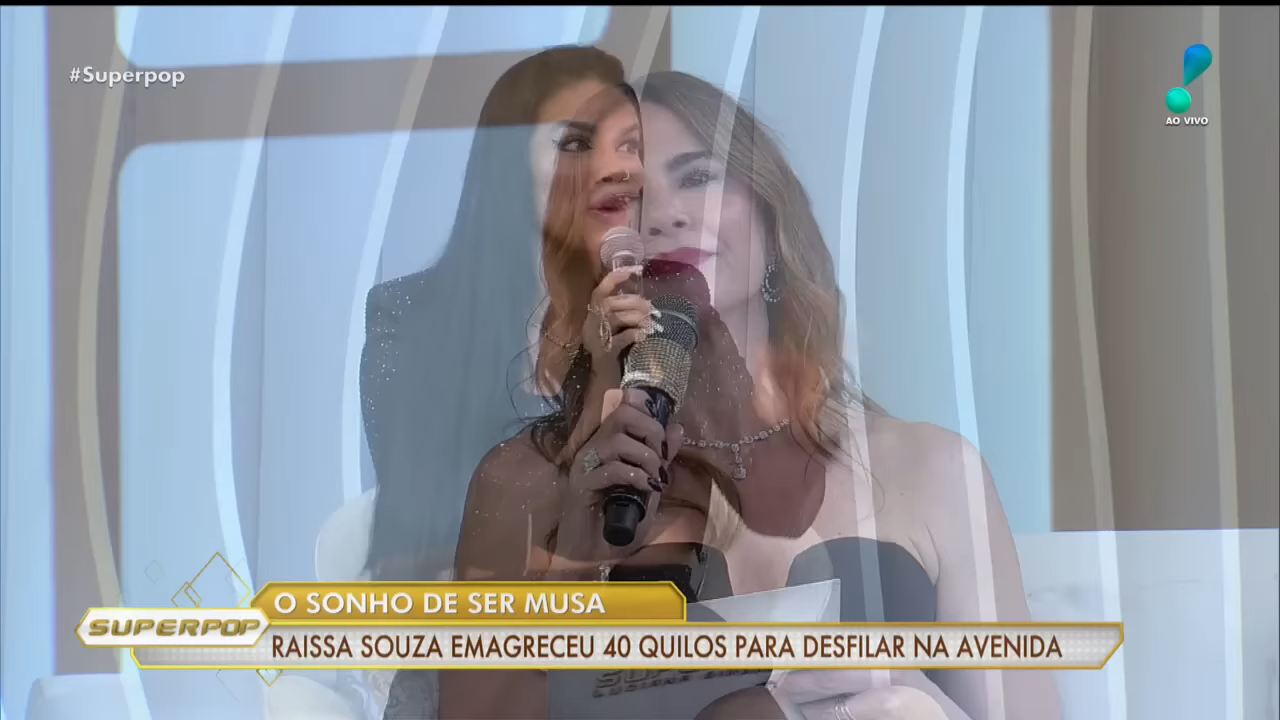 #Superpop
AO VIVO
O SONHO DE SER MUSA
SUPERPOP
RAISSA SOUZA EMAGRECEU 40 QUILOS PARA DESFILAR NA AVENIDA